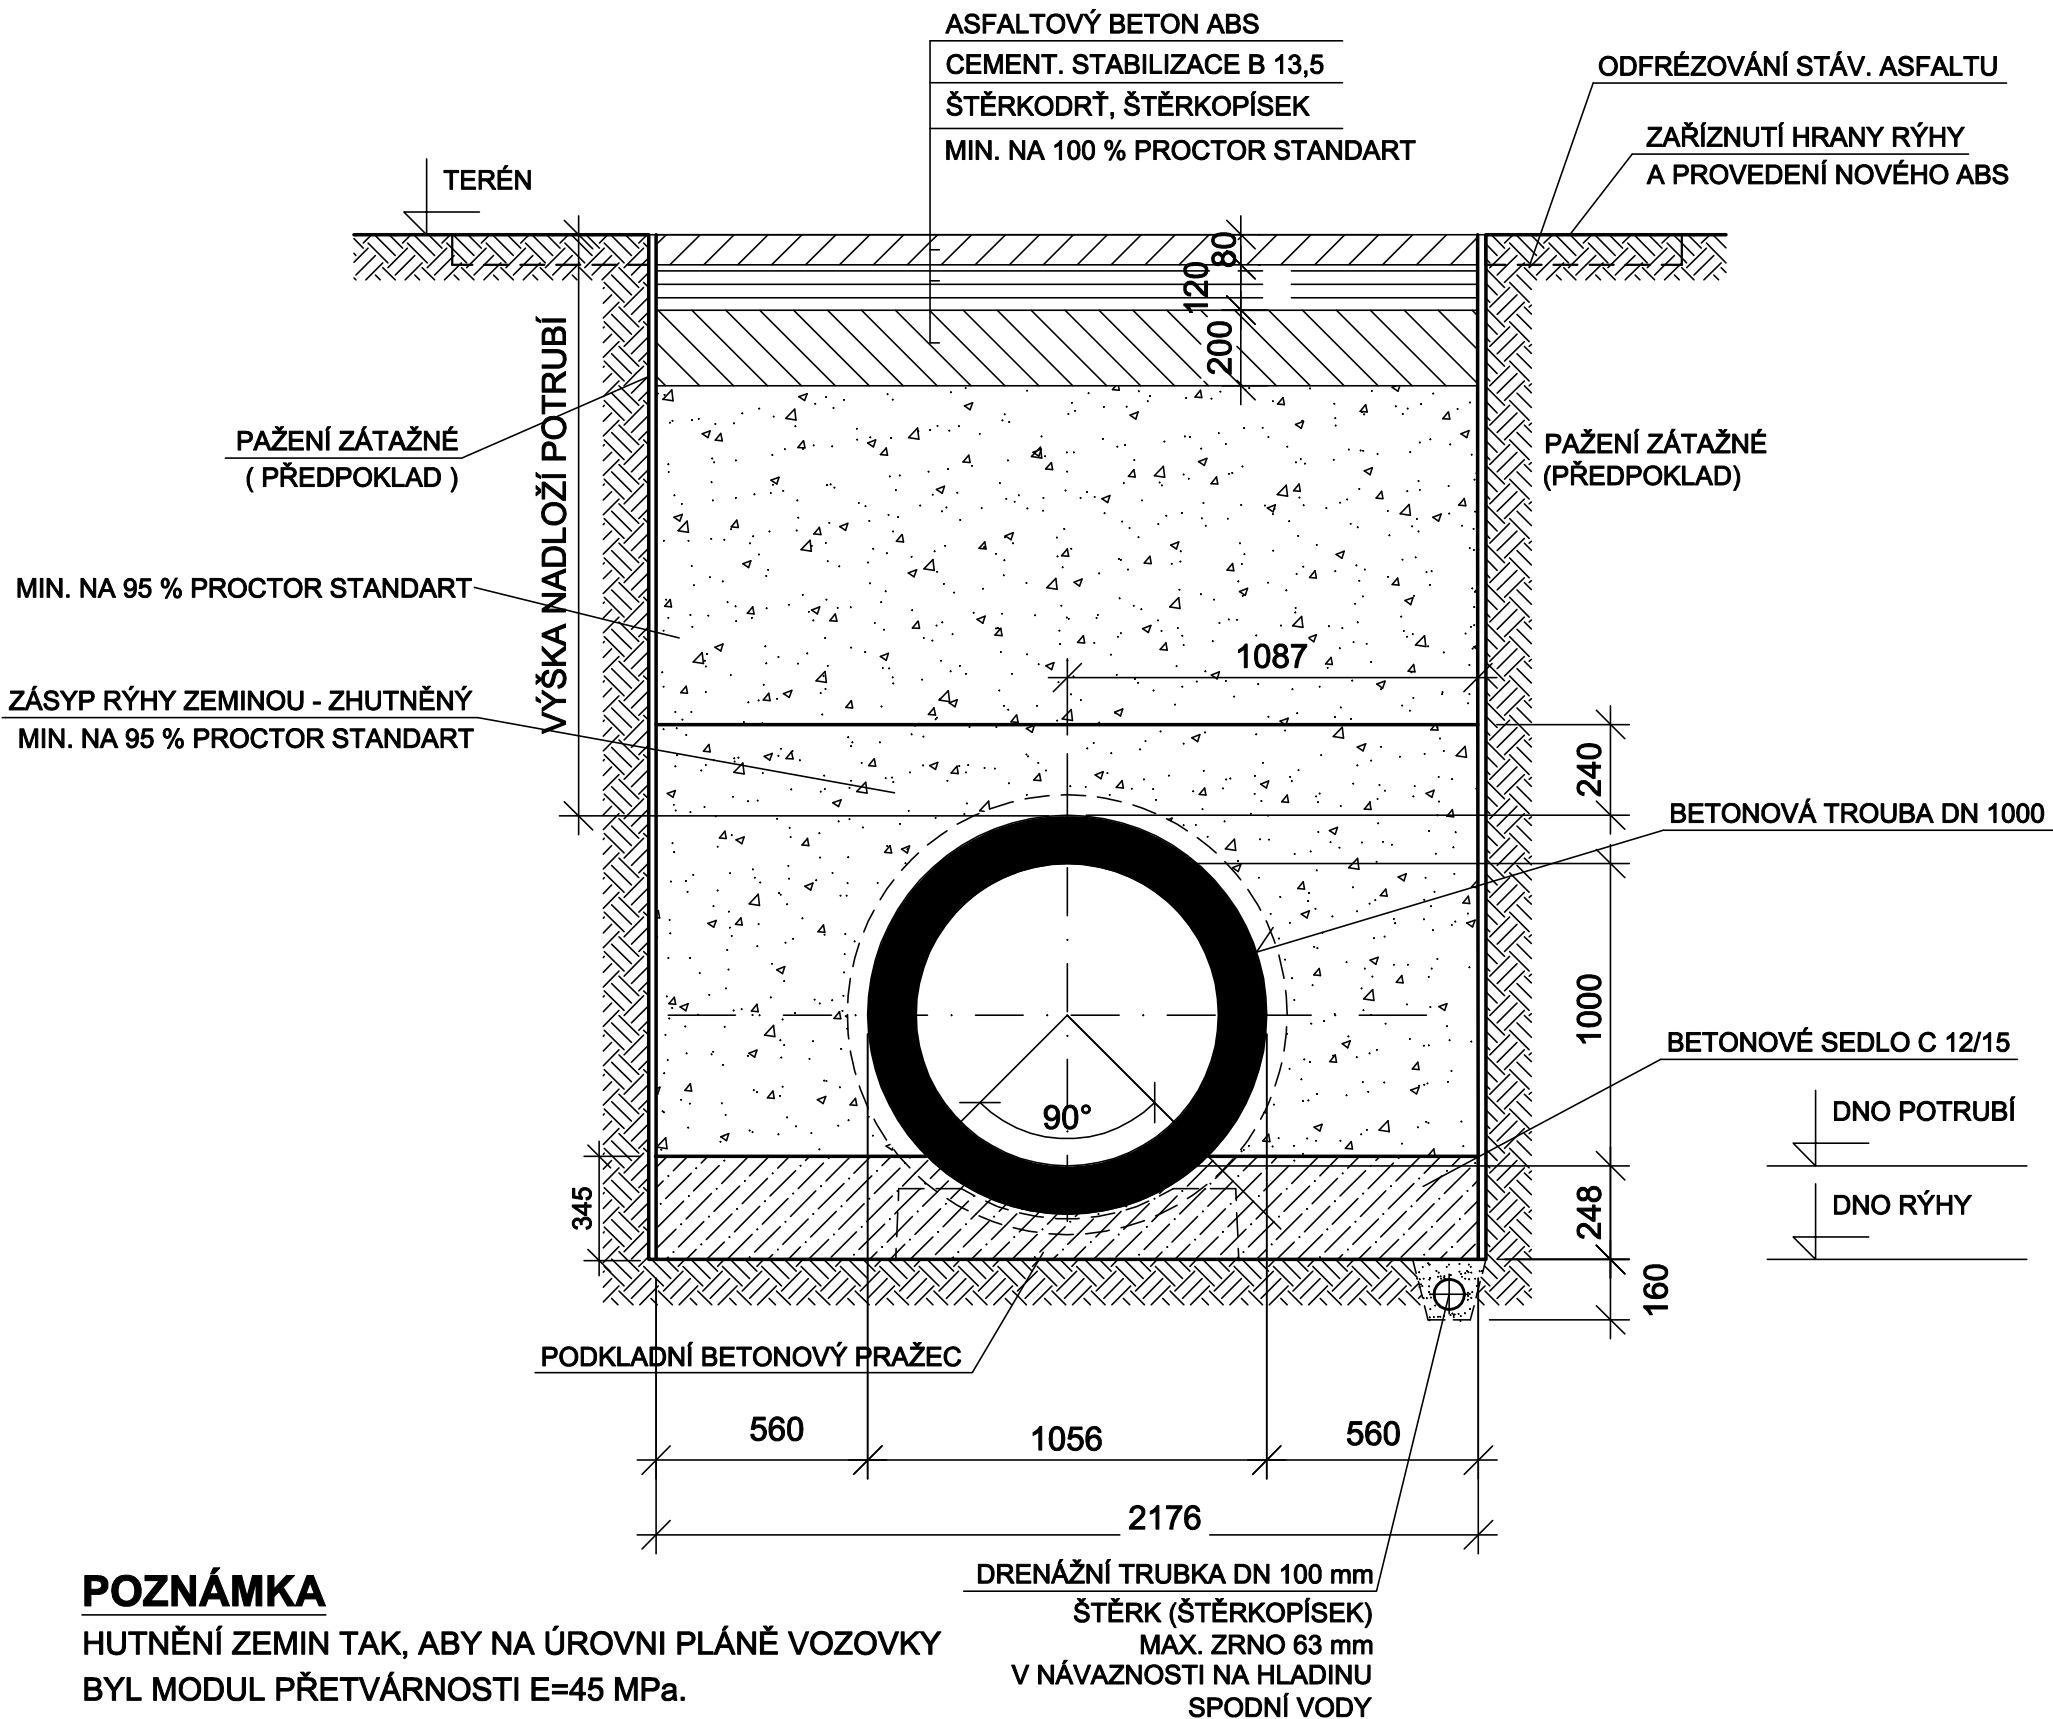 ASFALTOVÝ BETON ABS
CEMENT. STABILIZACE B 13,5
ŠTĚRKODRŤ, ŠTĚRKOPÍSEK
MIN. NA 100 % PROCTOR STANDART
ODFRÉZOVÁNÍ STÁV. ASFALTU
ZAŘÍZNUTÍ HRANY RÝHY
A PROVEDENÍ NOVÉHO ABS
TERÉN
80
120
200
VÝŠKA NADLOŽÍ POTRUBÍ
PAŽENÍ ZÁTAŽNÉ
( PŘEDPOKLAD )
PAŽENÍ ZÁTAŽNÉ
(PŘEDPOKLAD)
MIN. NA 95 % PROCTOR STANDART
1087
ZÁSYP RÝHY ZEMINOU - ZHUTNĚNÝ
MIN. NA 95 % PROCTOR STANDART
240
BETONOVÁ TROUBA DN 1000
1000
BETONOVÉ SEDLO C 12/15
90°
DNO POTRUBÍ
345
248
DNO RÝHY
160
PODKLADNÍ BETONOVÝ PRAŽEC
560
1056
560
2176
DRENÁŽNÍ TRUBKA DN 100 mm
ŠTĚRK (ŠTĚRKOPÍSEK)
MAX. ZRNO 63 mm
V NÁVAZNOSTI NA HLADINU
SPODNÍ VODY
POZNÁMKA
HUTNĚNÍ ZEMIN TAK, ABY NA ÚROVNI PLÁNĚ VOZOVKY
BYL MODUL PŘETVÁRNOSTI E=45 MPa.